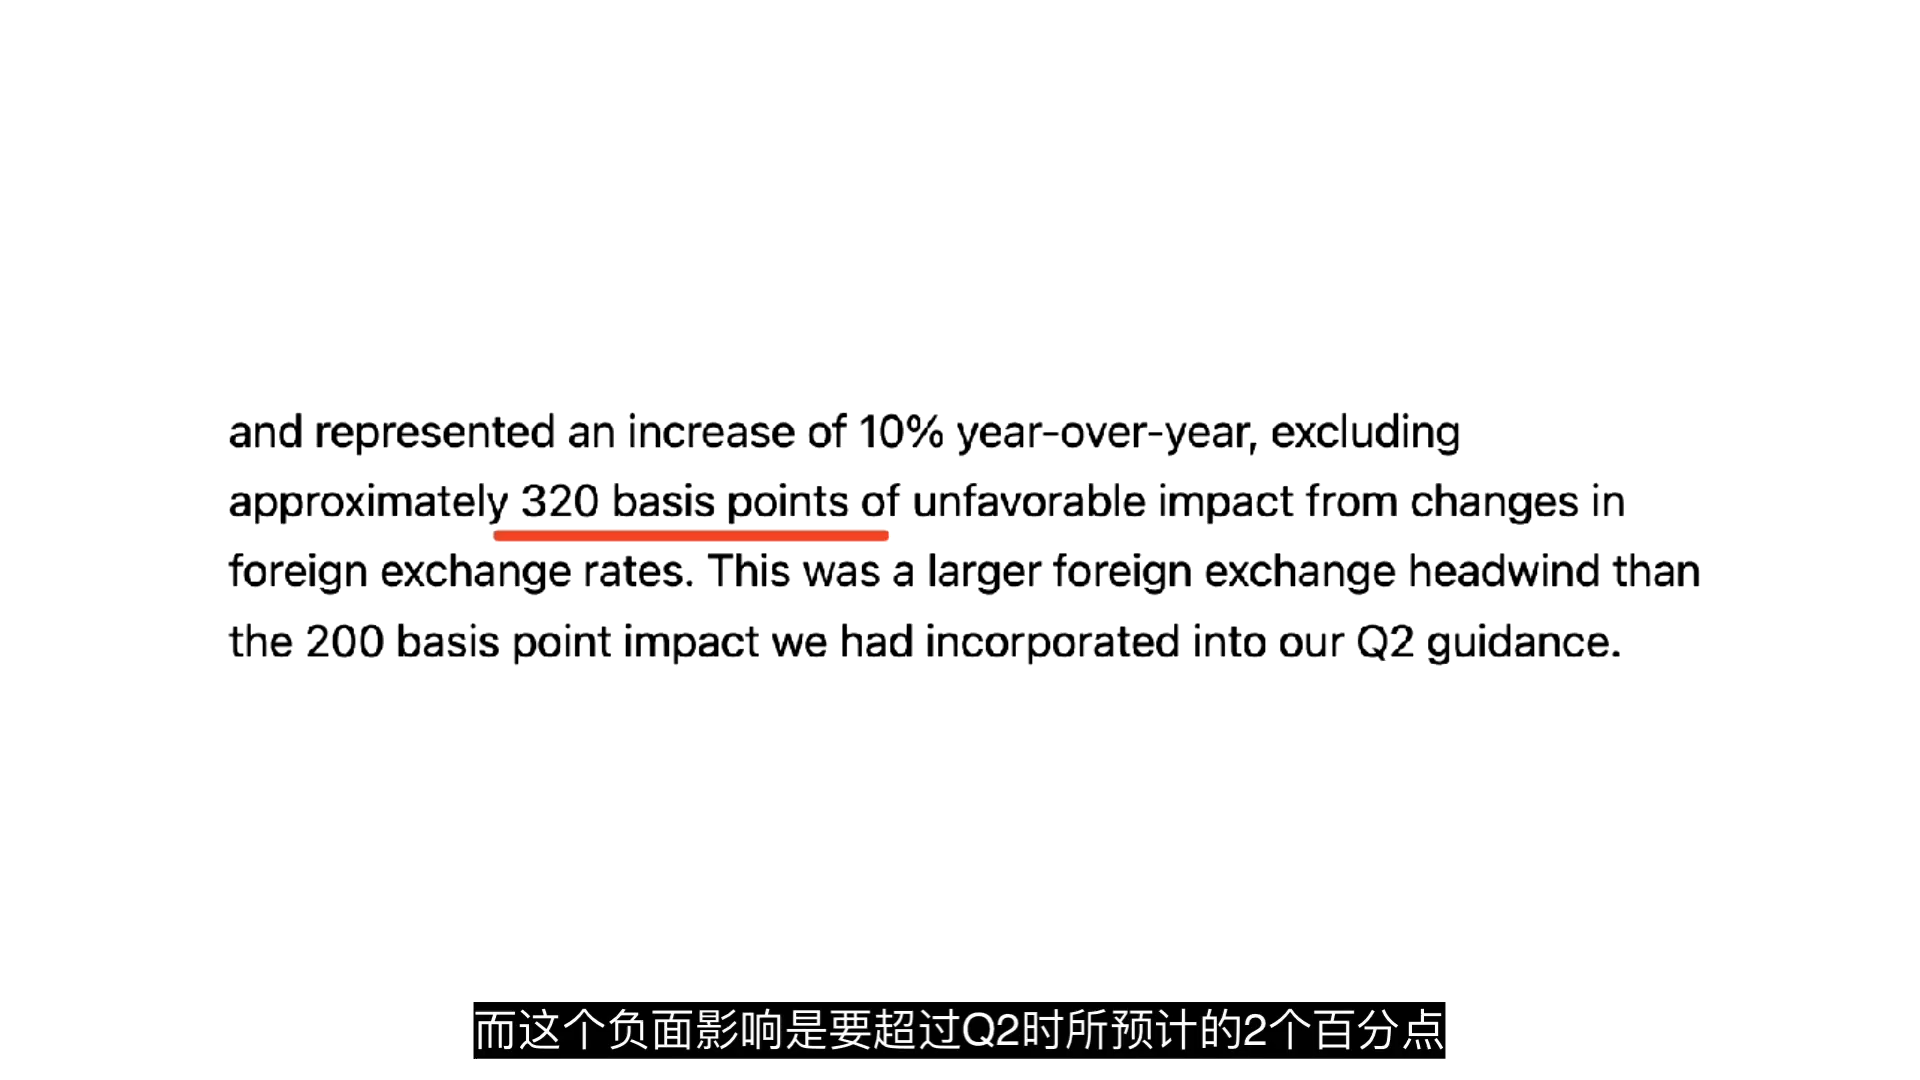 and represented an increase of 10% year-over-year, excluding
approximately 320 basis points of unfavorable impact from changes in
foreign exchange rates. This was a larger foreign exchange headwind than
the 200 basis point impact we had incorporated into our Q2 guidance.
而这个负面影响是要超过Q2时所预计的2个百分点